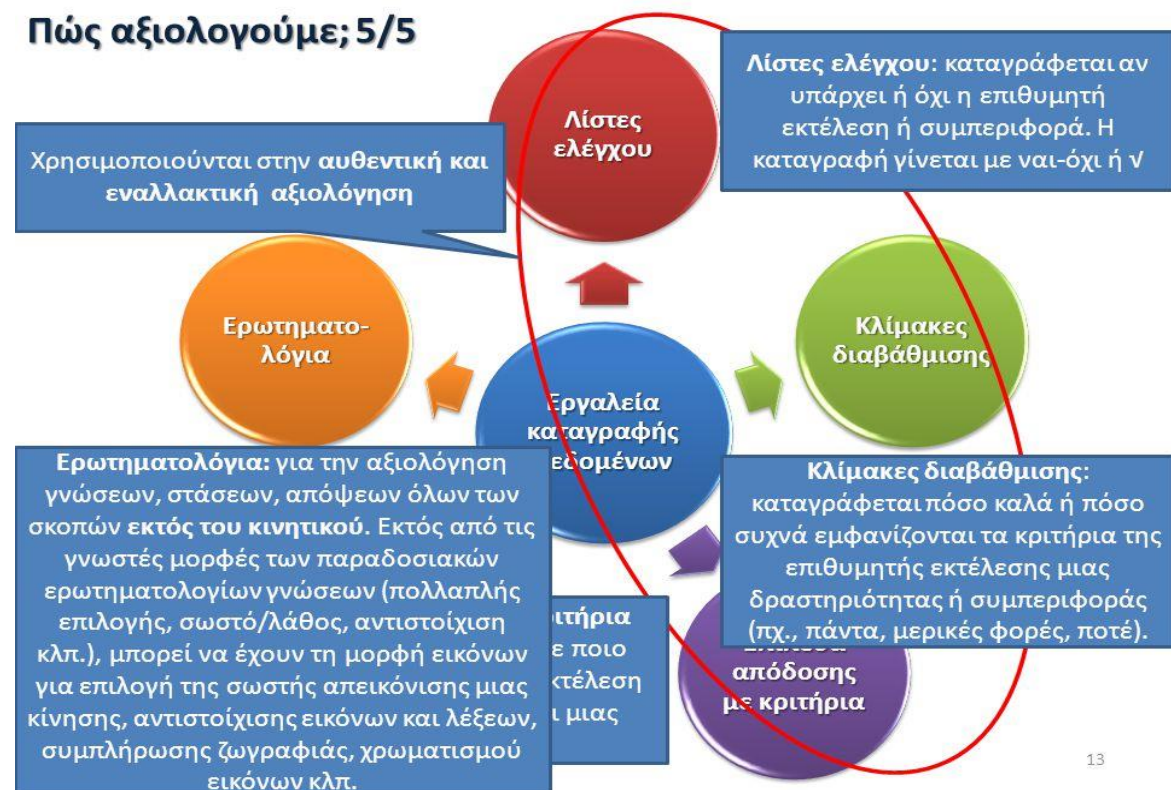 Πώς αξιολογούμε; 5/5
Λίστες ελέγχου: καταγράφεται αν
υπάρχει ή όχι η επιθυμητή
εκτέλεση ή συμπεριφορά. Η
καταγραφή γίνεται με ναι-όχι ή √
Λίστες
ελέγχου
Χρησιμοποιούνται στην αυθεντική και
εναλλακτική αξιολόγηση
Ερωτηματο-
λόγια
Κλίμακες
διαβάθμισης
Εργαλεία
καταγραφής
εδομένων
Ερωτηματολόγια: για την αξιολόγηση
γνώσεων, στάσεων, απόψεων όλων των
σκοπών εκτός του κινητικού. Εκτός από τις
γνωστές μορφές των παραδοσιακών
ερωτηματολογίων γνώσεων (πολλαπλής
επιλογής, σωστό/λάθος, αντιστοίχιση
κλπ.), μπορεί να έχουν τη μορφή εικόνων
για επιλογή της σωστής απεικόνισης μιας
κίνησης, αντιστοίχισης εικόνων και λέξεων,
συμπλήρωσης ζωγραφιάς, χρωματισμού
εικόνων κλπ.
Κλίμακες διαβάθμισης:
καταγράφεται πόσο καλά ή πόσο
συχνά εμφανίζονται τα κριτήρια της
επιθυμητής εκτέλεσης μιας
δραστηριότητας ή συμπεριφοράς
(πχ., πάντα, μερικές φορές, ποτέ).
ριτήρια
ε ποιο
κτέλεση
ι μιας
απόδοσης
με κριτήρια
13